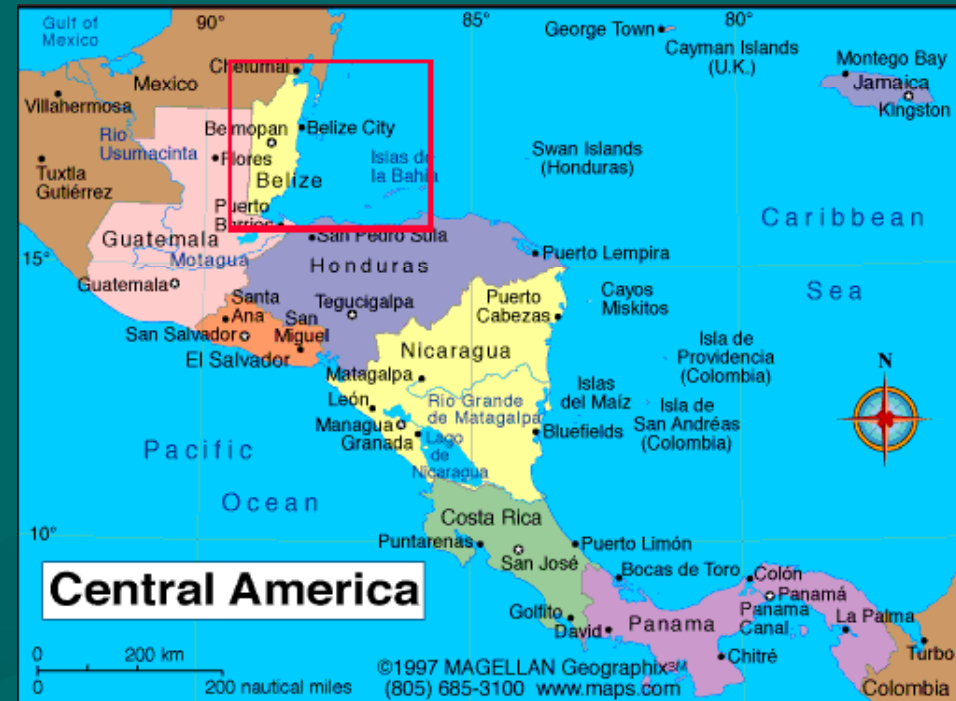 Gulf of
Mexico
90°
85°
80°
George Town
Cayman Islands
(U.K.)
Montego Bay
Jamaica
Kingston
Chetumal
Mexico
Villahermosa
Rio
Usumacinta
Belmopan
Belize City
Flores
Belize
Islas de
la Bahía
Swan Islands
(Honduras)
Tuxtla
Gutiérrez
Puerto
Barrios
Caribbean
Sea
Guatemala
Motagua
San Pedro Sula
15°
Honduras
Puerto Lempira
Guatemala
Santa
Ana
Tegucigalpa
Puerto
Cabezas
Cayos
Miskitos
San Salvador
San
Miguel
El Salvador
Nicaragua
Isla de
Providencia
(Colombia)
N
Matagalpa
León
Rio Grande
de Matagalpa
Islas
del Maíz
Isla de
San Andréas
(Colombia)
Managua
Granada
Bluefields
Lago
de
Nicaragua
Pacific
Ocean
Costa Rica
10°
Puntarenas
San José
Puerto Limón
Bocas de Toro
Colón
Panamá
Panama
Canal
La Palma
Central America
Golfito
David
Panama
Chitré
Turbo
Colombia
0 200 km
0 200 nautical miles
©1997 MAGELLAN Geographix℠
(805) 685-3100 www.maps.com